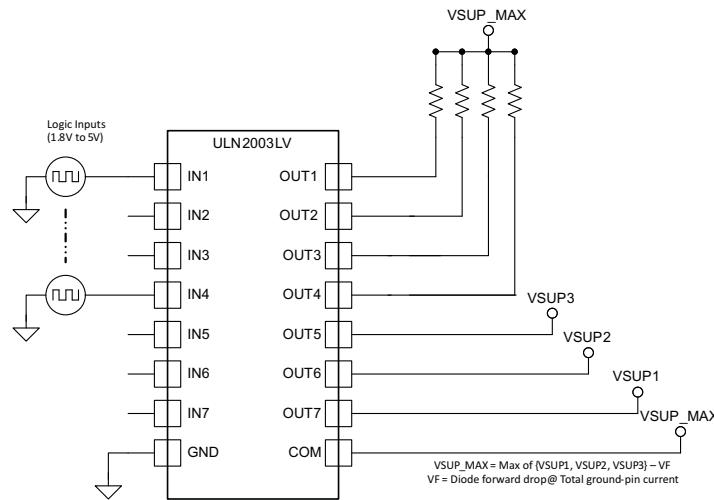 VSUP_MAX
Logic Inputs
(1.8V to 5V)
ULN2003LV
IN1
OUT1
IN2
OUT2
IN3
OUT3
IN4
OUT4
VSUP3
IN5
OUT5
VSUP2
IN6
OUT6
VSUP1
IN7
OUT7
VSUP_MAX
GND
COM
VSUP_MAX = Max of {VSUP1, VSUP2, VSUP3} – VF
VF = Diode forward drop@ Total ground-pin current